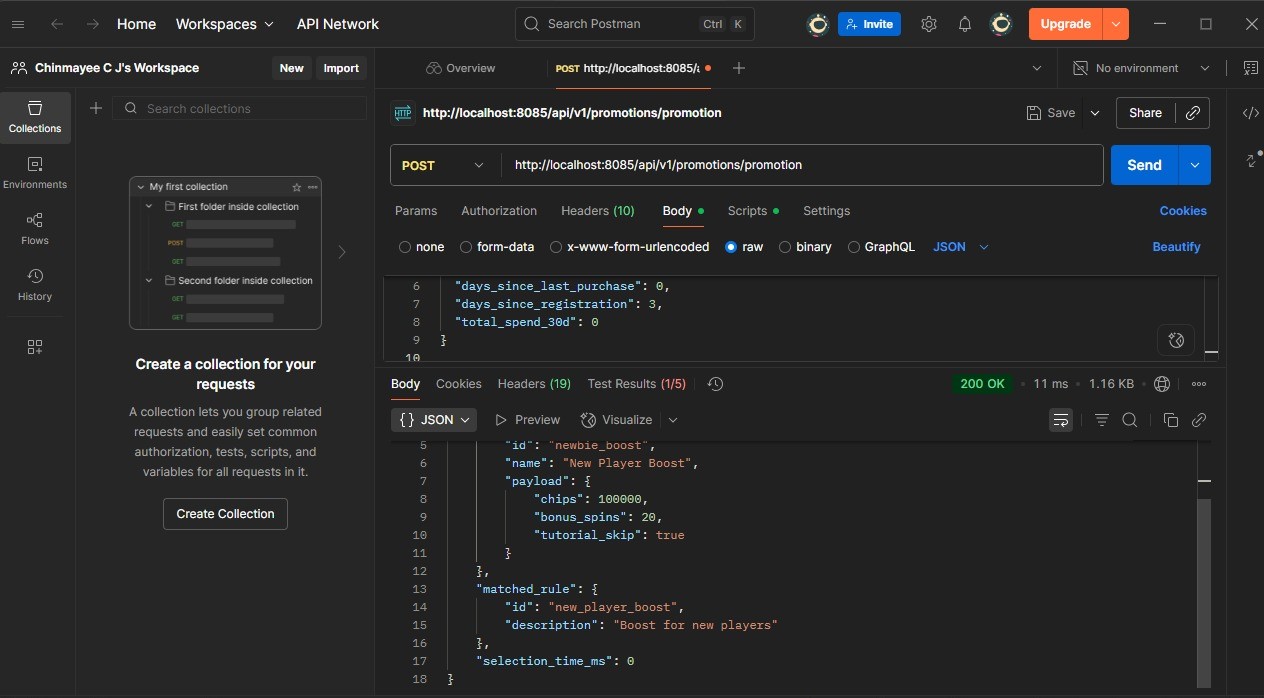 Home Workspaces API Network Search Postman Ctrl K Invite Upgrade
Chinmayee C J's Workspace New Import
Overview POST http://localhost:8085/a No environment
Collections
Environments
Flows
History
Search collections
My first collection
First folder inside collection
GET
POST
GET
Second folder inside collection
GET
GET
Create a collection for your
requests
A collection lets you group related
requests and easily set common
authorization, tests, scripts, and
variables for all requests in it.
Create Collection
HTTP http://localhost:8085/api/v1/promotions/promotion Save Share
POST http://localhost:8085/api/v1/promotions/promotion Send
Params Authorization Headers (10) Body Scripts Settings Cookies
none form-data x-www-form-urlencoded raw binary GraphQL JSON Beautify
6 "days_since_last_purchase": 0,
7 "days_since_registration": 3,
8 "total_spend_30d": 0
9 }
10
Body Cookies Headers (19) Test Results (1/5) 200 OK 11 ms 1.16 KB
{} JSON Preview Visualize
5 "id": "newbie_boost",
6 "name": "New Player Boost",
7 "payload": {
8 "chips": 100000,
9 "bonus_spins": 20,
10 "tutorial_skip": true
11 }
12 },
13 "matched_rule": {
14 "id": "new_player_boost",
15 "description": "Boost for new players"
16 },
17 "selection_time_ms": 0
18 }